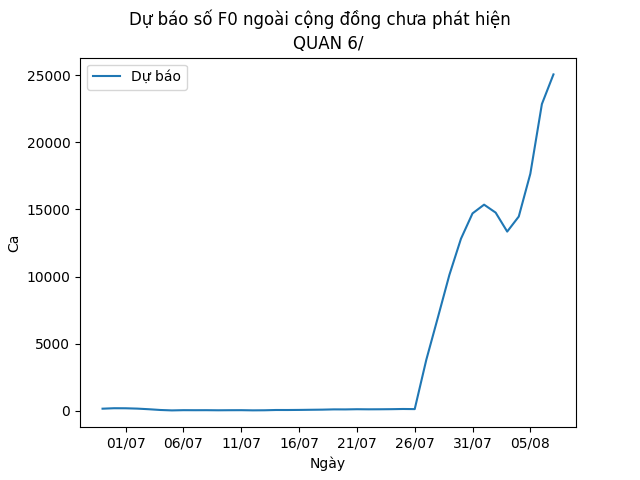 Dự báo số F0 ngoài cộng đồng chưa phát hiện
QUAN 6/
Dự báo
25000
20000
15000
10000
5000
0
Ca
01/07 06/07 11/07 16/07 21/07 26/07 31/07 05/08
Ngày